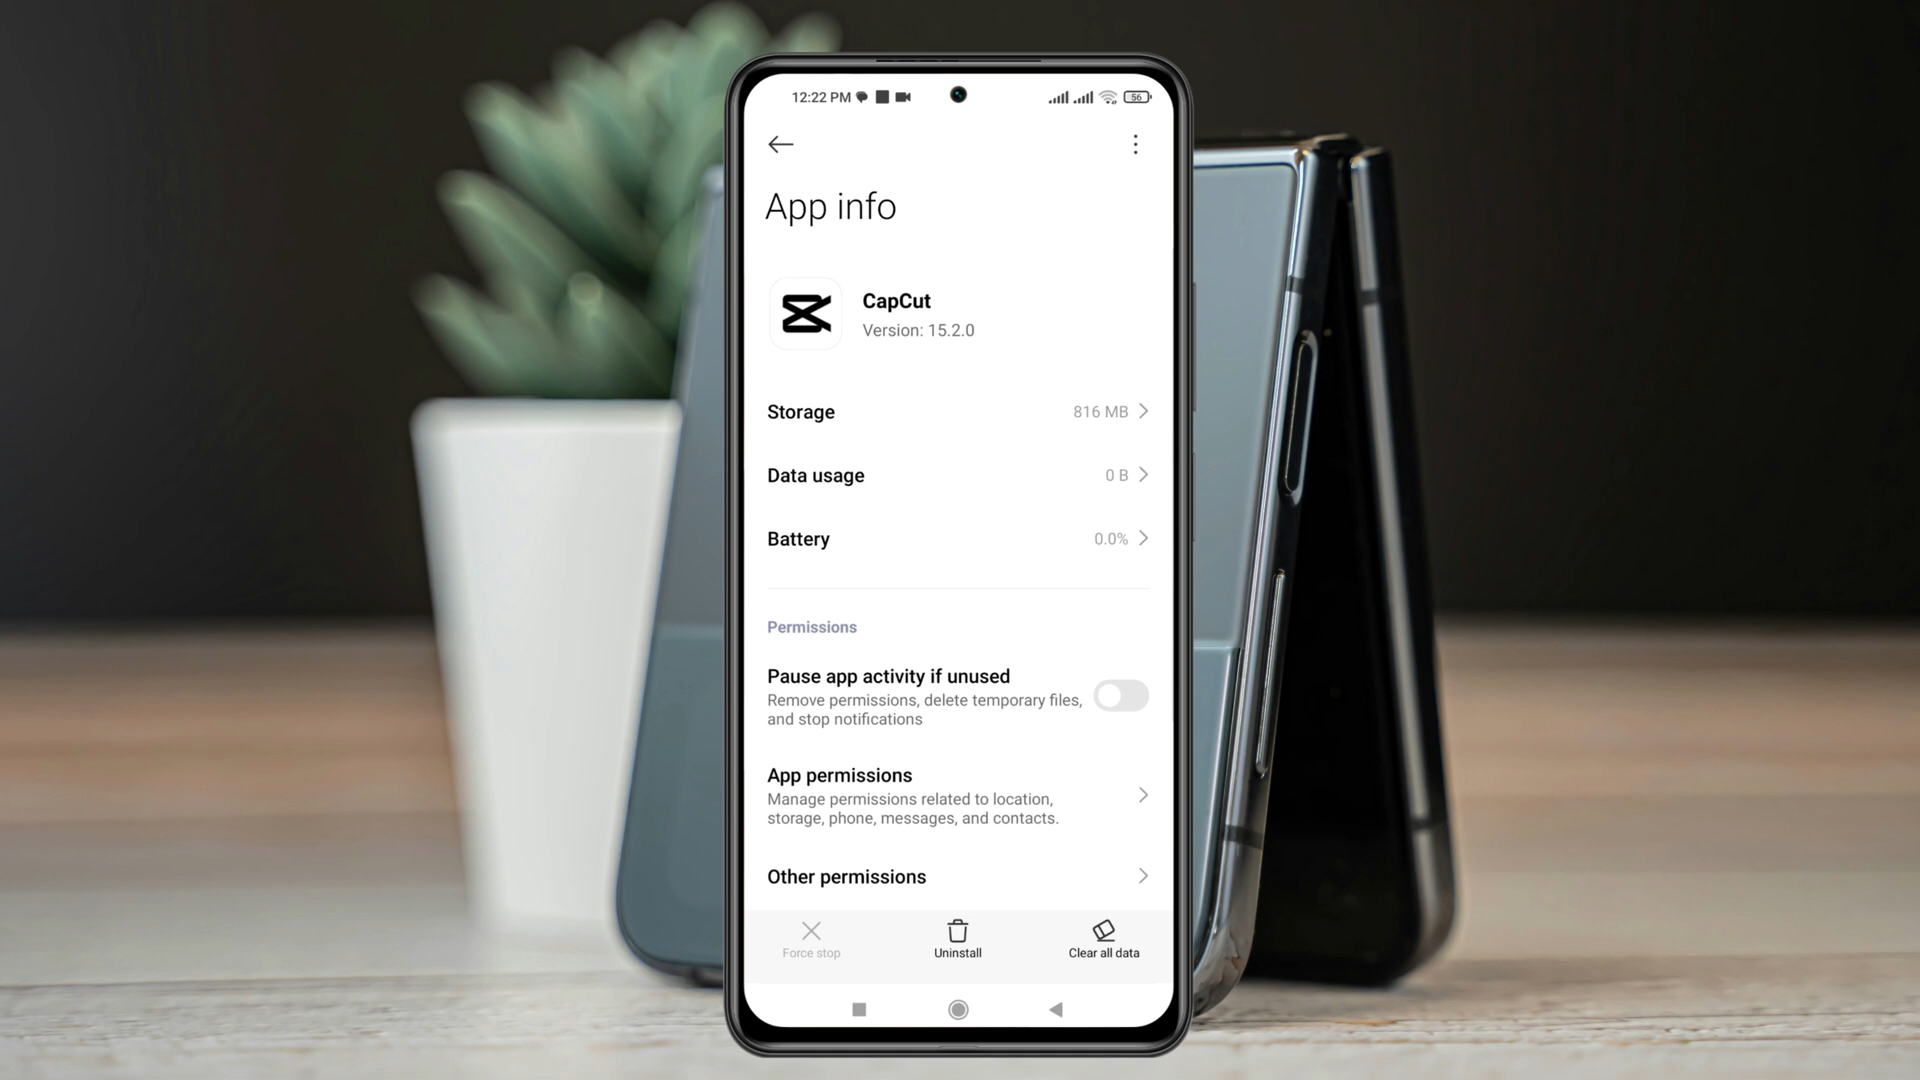 12:22 PM
56
App info
CapCut
Version: 15.2.0
Storage 816 MB
Data usage 0 B
Battery 0.0%
Permissions
Pause app activity if unused
Remove permissions, delete temporary files,
and stop notifications
App permissions
Manage permissions related to location,
storage, phone, messages, and contacts.
Other permissions
Force stop Uninstall Clear all data